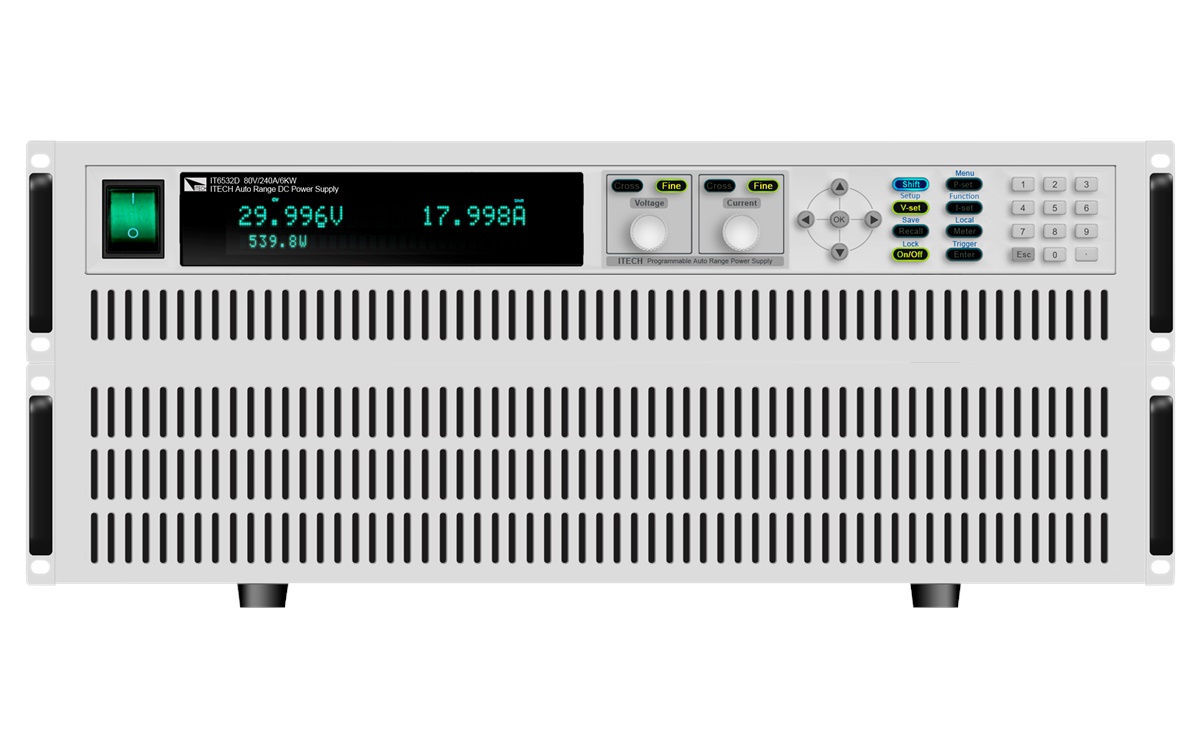 ITECH
IT6532D 80V/240A/6KW
ITECH Auto Range DC Power Supply
29.996V 17.998A
539.8W
Cross Fine
Voltage
Cross Fine
Current
ITECH Programmable Auto Range Power Supply
OK
Menu
Shift P-set
Setup Function
V-set I-set
Save Local
Recall Meter
Lock Trigger
On/Off Enter
1 2 3
4 5 6
7 8 9
Esc 0 .